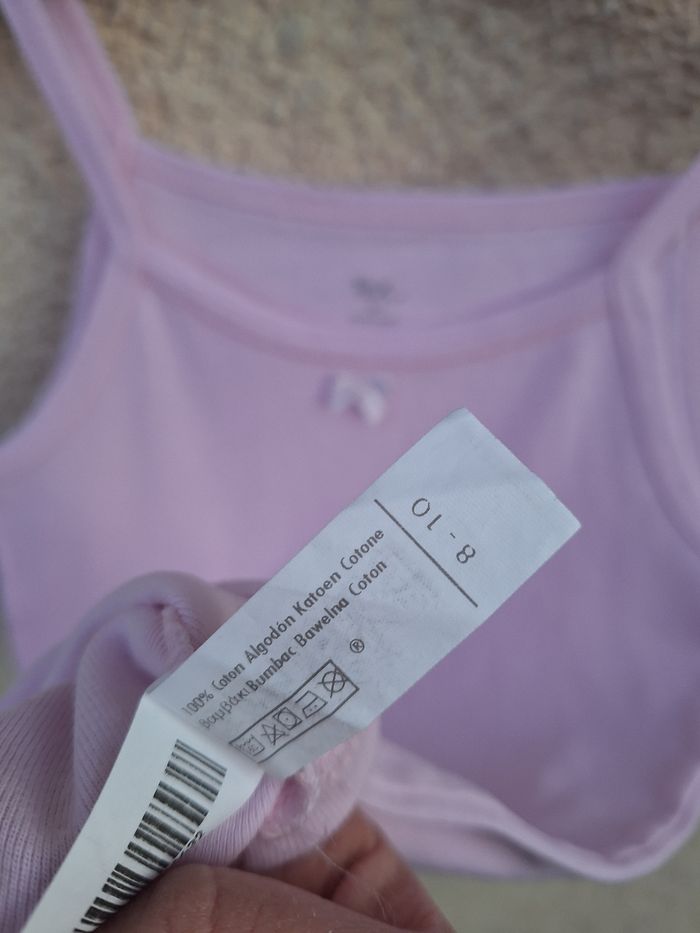 8 - 10
100% Coton Algodón Katoen Cotone
Βαμβάκι Bumbac Bawełna Coton
®